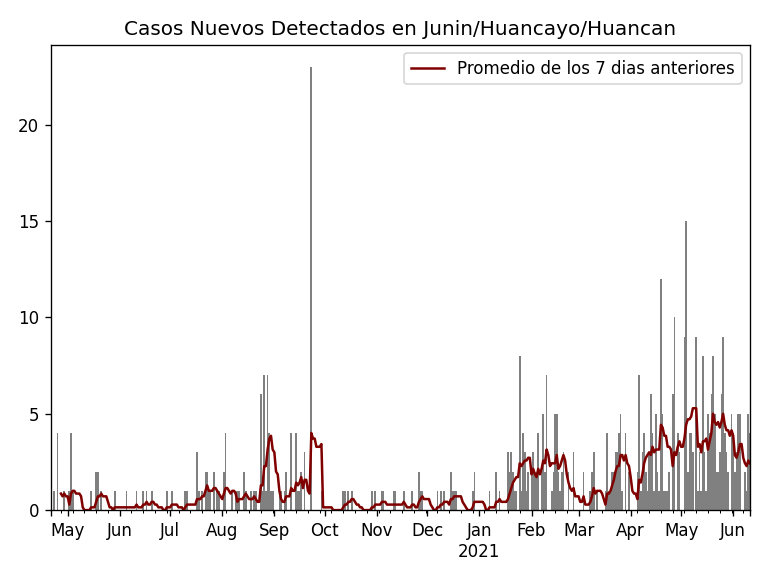 Casos Nuevos Detectados en Junin/Huancayo/Huancan
Promedio de los 7 dias anteriores
20
15
10
5
0
May Jun Jul Aug Sep Oct Nov Dec Jan Feb Mar Apr May Jun
2021